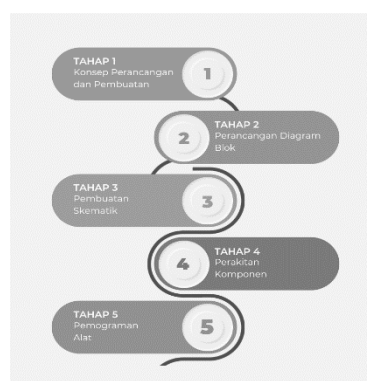 TAHAP 1
Konsep Perancangan
dan Pembuatan
1
TAHAP 2
Perancangan Diagram
Blok
2
TAHAP 3
Pembuatan
Skematik
3
TAHAP 4
Perakitan
Komponen
4
TAHAP 5
Pemograman
Alat
5